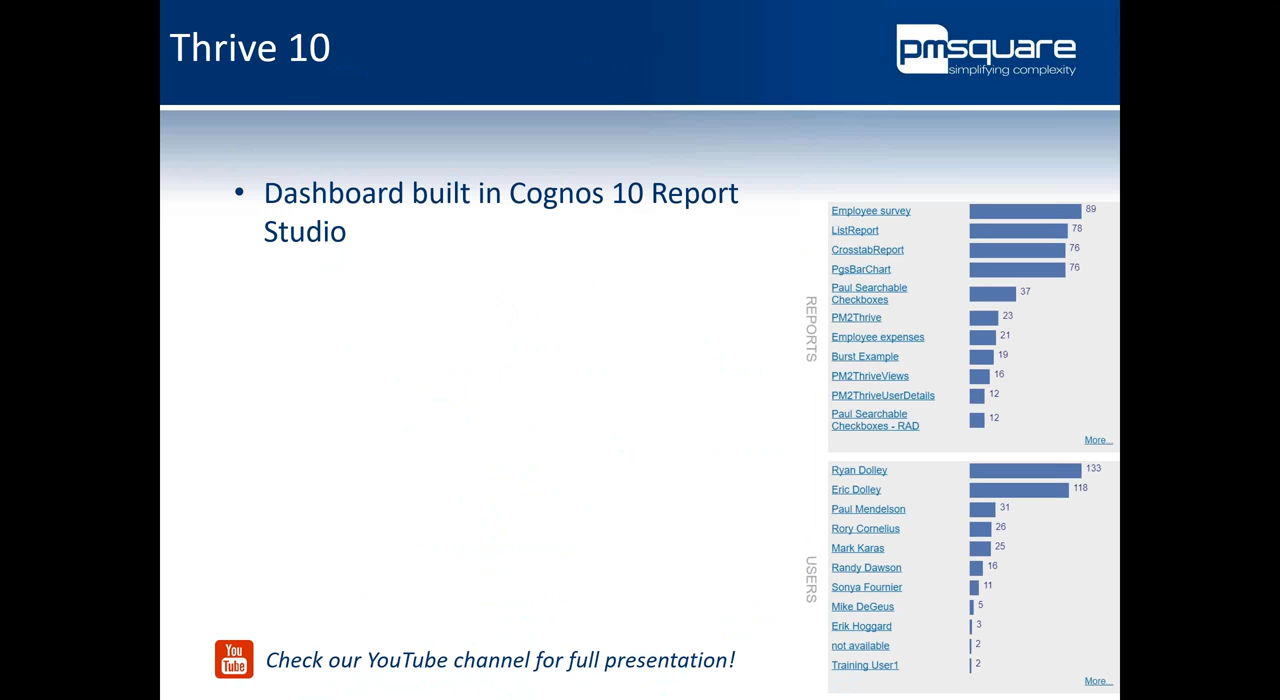 Thrive 10
pmsquare
simplifying complexity
• Dashboard built in Cognos 10 Report
Studio
REPORTS
Employee survey 89
ListReport 78
CrosstabReport 76
PgsBarChart 76
Paul Searchable
Checkboxes 37
PM2Thrive 23
Employee expenses 21
Burst Example 19
PM2ThriveViews 16
PM2ThriveUserDetails 12
Paul Searchable
Checkboxes - RAD 12
More...
USERS
Ryan Dolley 133
Eric Dolley 118
Paul Mendelson 31
Rory Cornelius 26
Mark Karas 25
Randy Dawson 16
Sonya Fournier 11
Mike DeGeus 5
Erik Hoggard 3
not available 2
Training User1 2
More...
You
Tube
Check our YouTube channel for full presentation!